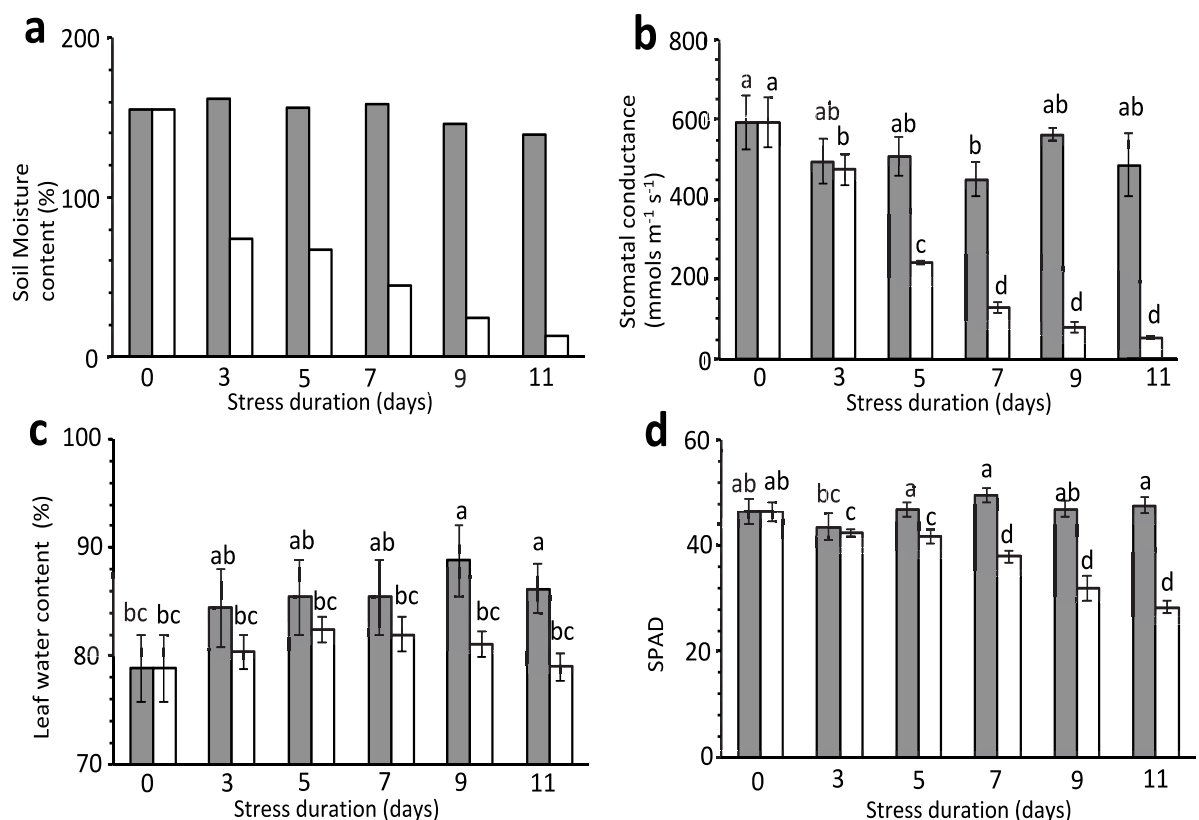 a
200
100
0
Soil Moisture
content (%)
0 3 5 7 9 11
Stress duration (days)
b
800
600
400
200
0
Stomatal conductance
(mmols m⁻¹ s⁻¹)
a a
ab b
ab c
b d
ab d
ab d
0 3 5 7 9 11
Stress duration (days)
c
100
90
80
70
Leaf water content (%)
bc bc
ab bc
ab bc
ab bc
a bc
a bc
0 3 5 7 9 11
Stress duration (days)
d
60
40
20
0
SPAD
ab ab
bc c
a c
a d
ab d
a d
0 3 5 7 9 11
Stress duration (days)